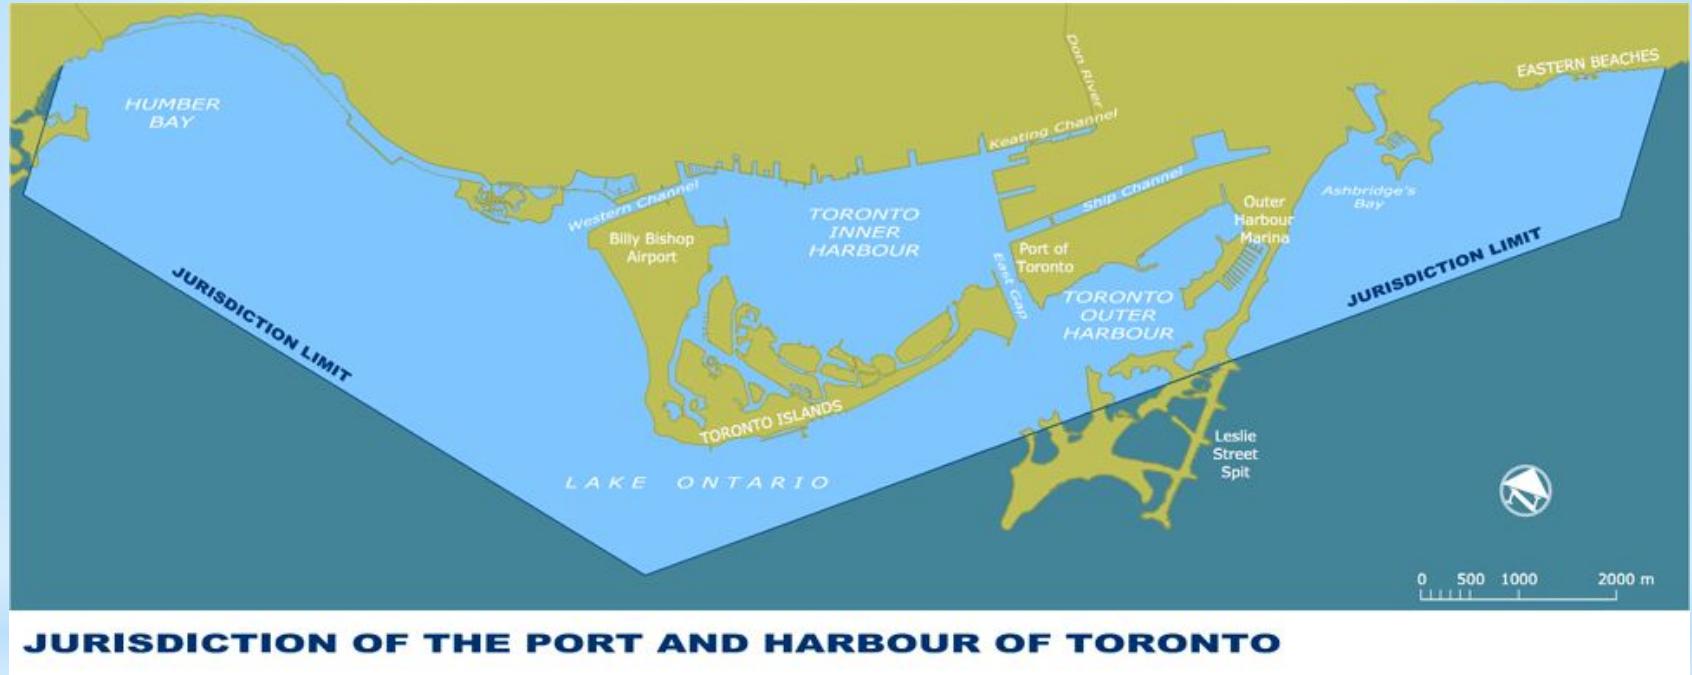 HUMBER
BAY
Don River
EASTERN BEACHES
Keating Channel
Western Channel
Ship Channel
TORONTO
INNER
HARBOUR
Ashbridge's
Bay
Outer
Harbour
Marina
Billy Bishop
Airport
Port of
Toronto
East Gap
JURISDICTION LIMIT
JURISDICTION LIMIT
TORONTO
OUTER
HARBOUR
TORONTO ISLANDS
Leslie
Street
Spit
LAKE ONTARIO
N
0 500 1000 2000 m
JURISDICTION OF THE PORT AND HARBOUR OF TORONTO